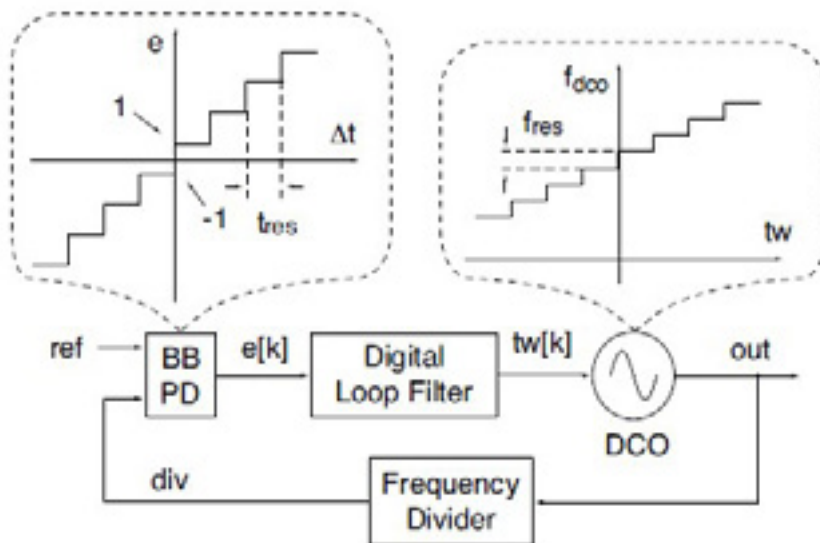 e
1
Δt
-1
tres
fdco
fres
tw
ref
BB
PD
e[k]
Digital
Loop Filter
tw[k]
DCO
out
div
Frequency
Divider